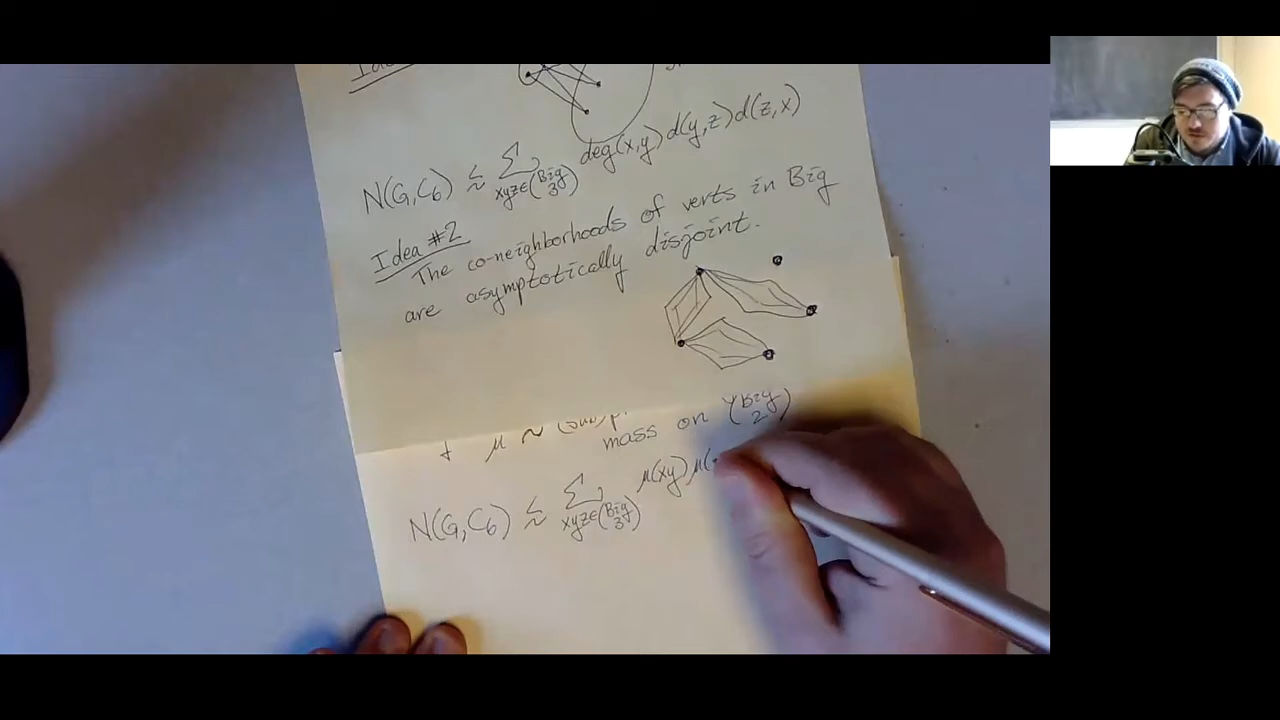 Idea
N(G,C₆) ≲ Σ_{xyz∈(Big 3)} deg(x,y) d(y,z) d(z,x)
Idea #2
The co-neighborhoods of verts in Big
are asymptotically disjoint.
μ ~
mass on (Big 2)
N(G,C₆) ≲ Σ_{xyz∈(Big 3)} μ(xy) μ(